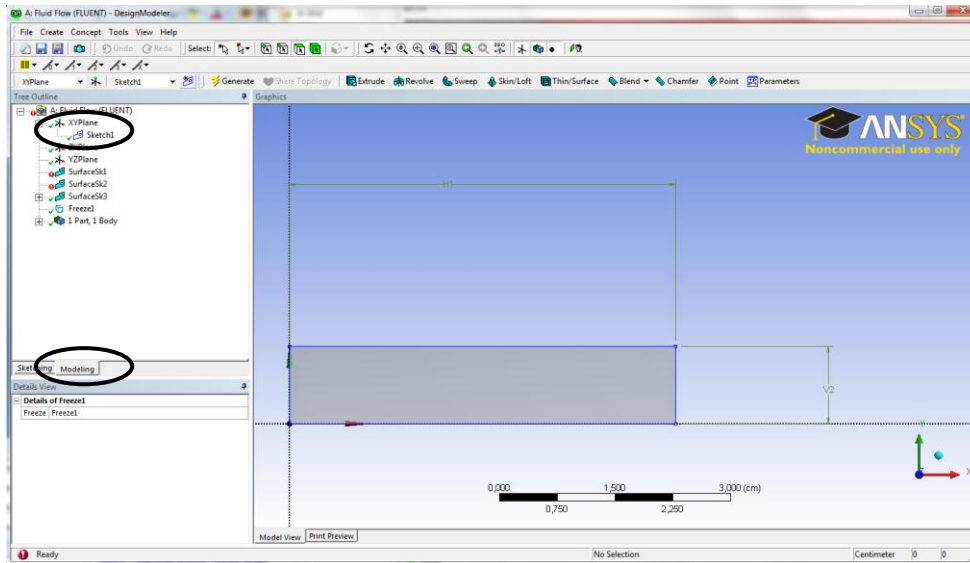 A: Fluid Flow (FLUENT) - DesignModeler
File Create Concept Tools View Help
Undo Redo Select:
XYPlane Sketch1 Generate Share Topology Extrude Revolve Sweep Skin/Loft Thin/Surface Blend Chamfer Point Parameters
Tree Outline
Graphics
A: Fluid Flow (FLUENT)
XYPlane
Sketch1
YZPlane
SurfaceSk1
SurfaceSk2
SurfaceSk3
Freeze1
1 Part, 1 Body
ANSYS
Noncommercial use only
H1
V2
Sketching Modeling
Details View
Details of Freeze1
Freeze Freeze1
Y
X
0,000 1,500 3,000 (cm)
0,750 2,250
Model View Print Preview
Ready No Selection Centimeter 0 0